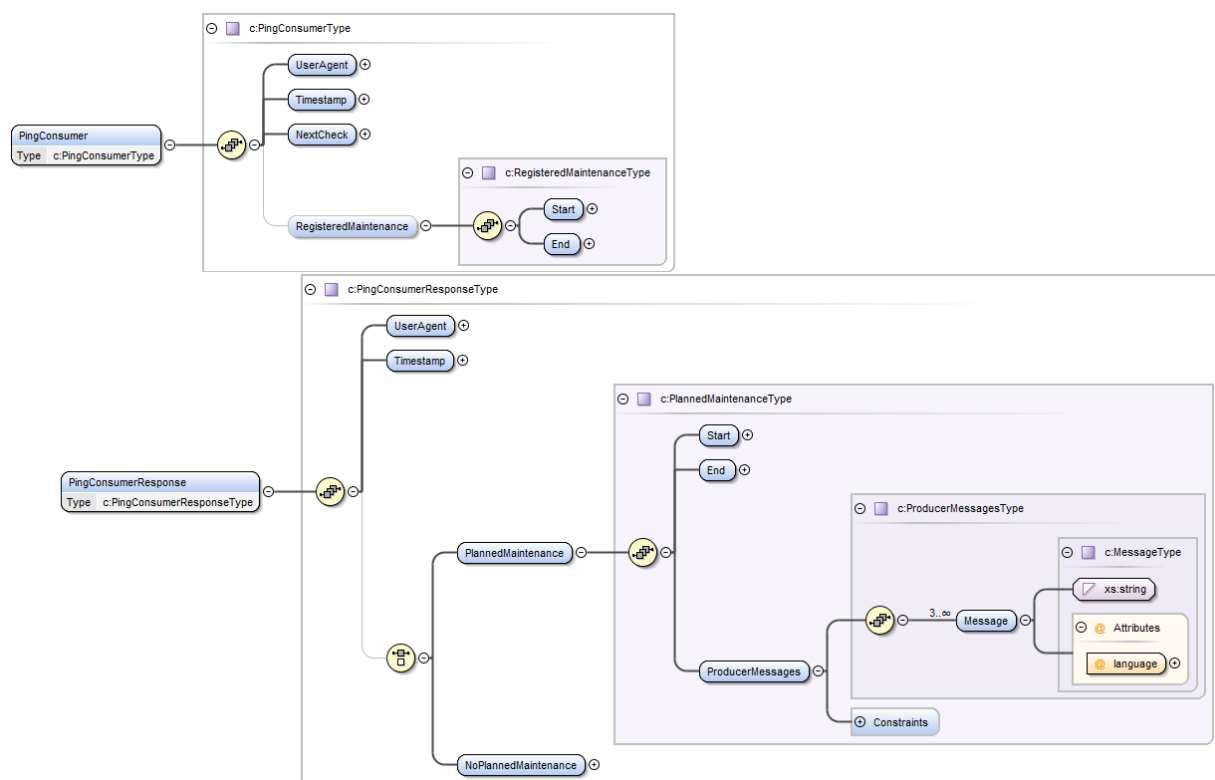 c:PingConsumerType
UserAgent
Timestamp
NextCheck
PingConsumer
Type c:PingConsumerType
c:RegisteredMaintenanceType
Start
RegisteredMaintenance
End
c:PingConsumerResponseType
UserAgent
Timestamp
c:PlannedMaintenanceType
Start
End
PingConsumerResponse
Type c:PingConsumerResponseType
c:ProducerMessagesType
PlannedMaintenance
c:MessageType
xs:string
3..∞ Message
@ Attributes
@ language
ProducerMessages
Constraints
NoPlannedMaintenance